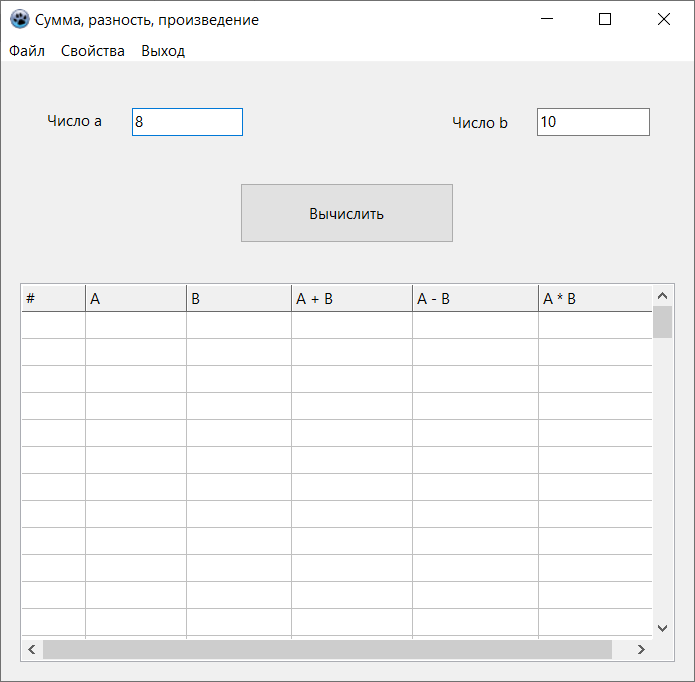 Сумма, разность, произведение
Файл Свойства Выход
Число a 8 Число b 10
Вычислить
# A B A + B A - B A * B